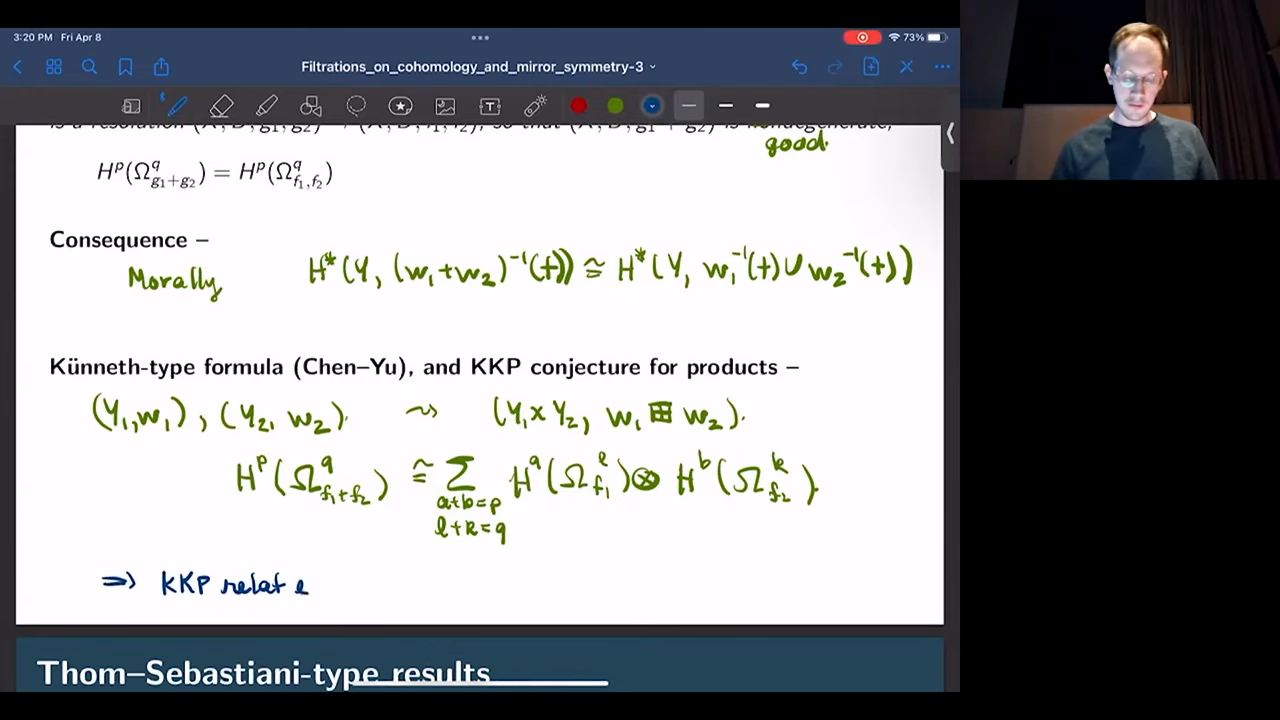 3:20 PM Fri Apr 8
73%
Filtrations_on_cohomology_and_mirror_symmetry-3
good.
H^p(Ω^q_{g₁+g₂}) = H^p(Ω^q_{f₁,f₂})
Consequence –
Morally H*(Y, (w₁+w₂)⁻¹(t)) ≅ H*(Y, w₁⁻¹(t) ∪ w₂⁻¹(t))
Künneth-type formula (Chen–Yu), and KKP conjecture for products –
(Y₁,w₁), (Y₂, w₂). ⇝ (Y₁×Y₂, w₁ ⊞ w₂).
H^p(Ω^q_{f₁+f₂}) ≅ Σ_{a+b=p, l+k=q} H^a(Ω^l_{f₁}) ⊗ H^b(Ω^k_{f₂}).
⇒ KKP relate
Thom–Sebastiani-type results